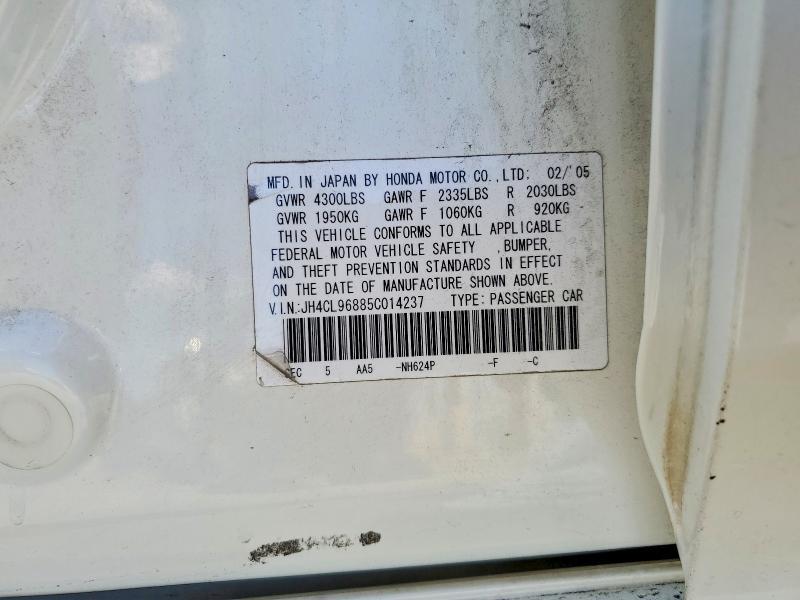 MFD. IN JAPAN BY HONDA MOTOR CO.,LTD: 02/'05
GVWR 4300LBS GAWR F 2335LBS R 2030LBS
GVWR 1950KG GAWR F 1060KG R 920KG
THIS VEHICLE CONFORMS TO ALL APPLICABLE
FEDERAL MOTOR VEHICLE SAFETY ,BUMPER,
AND THEFT PREVENTION STANDARDS IN EFFECT
ON THE DATE OF MANUFACTURE SHOWN ABOVE.
V.I.N.:JH4CL96885C014237 TYPE: PASSENGER CAR
5 AA5 -NH624P -F -C